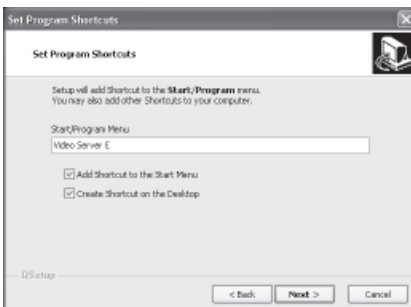 Set Program Shortcuts
Set Program Shortcuts
Setup will add Shortcut to the Start/Program menu.
You may also add other Shortcuts to your computer.
Start/Program Menu
Video Server E
Add Shortcut to the Start Menu
Create Shortcut on the Desktop
QSetup
< Back Next > Cancel